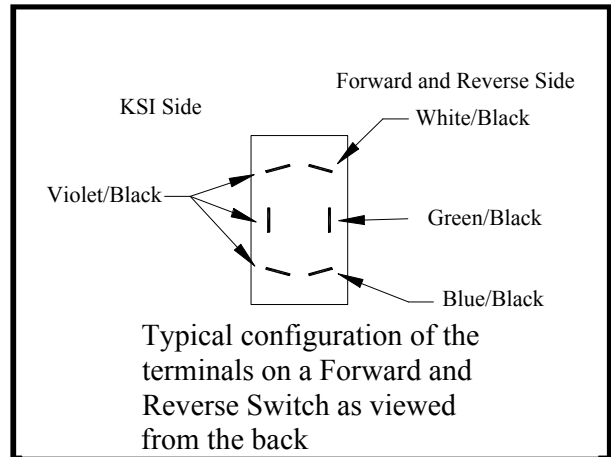 Forward and Reverse Side
KSI Side
White/Black
Violet/Black
Green/Black
Blue/Black
Typical configuration of the
terminals on a Forward and
Reverse Switch as viewed
from the back